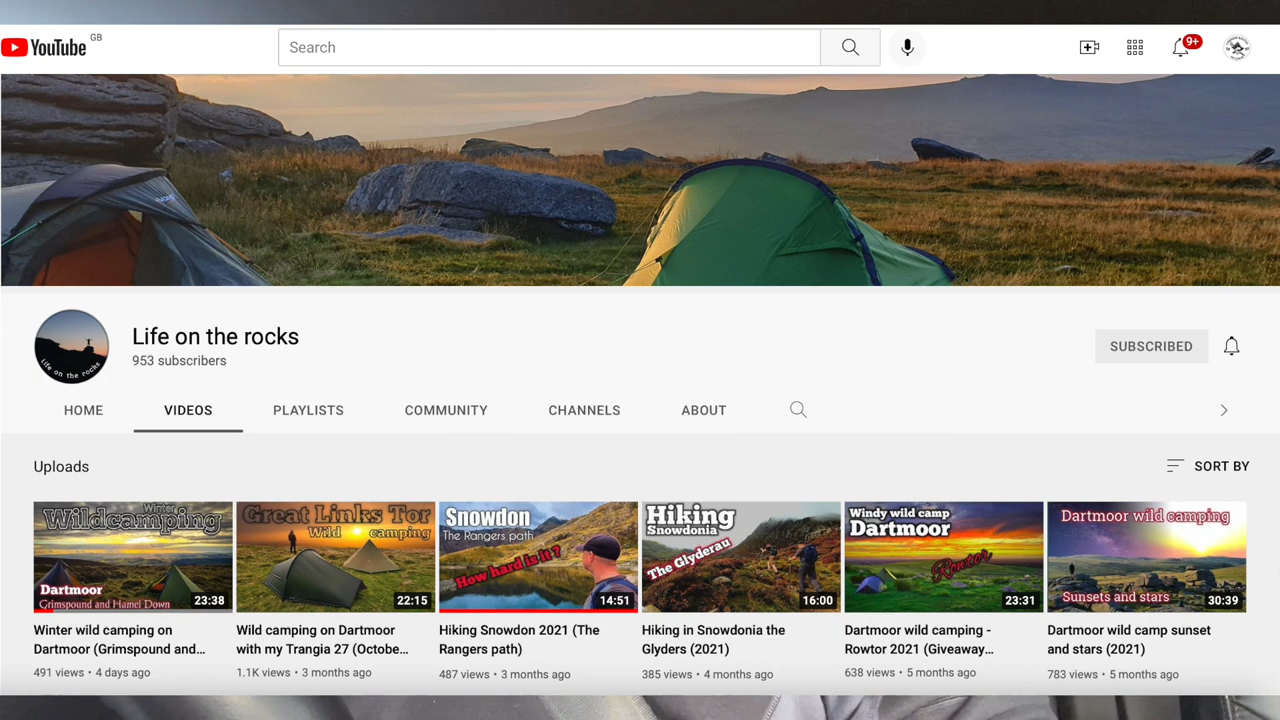 YouTube GB
Search
9+
Life on the rocks
Life on the rocks
953 subscribers
SUBSCRIBED
HOME VIDEOS PLAYLISTS COMMUNITY CHANNELS ABOUT
Uploads
SORT BY
Winter
Wildcamping
Dartmoor
Grimspound and Hamel Down
23:38
Winter wild camping on
Dartmoor (Grimspound and...
491 views • 4 days ago
Great Links Tor
Wild camping
22:15
Wild camping on Dartmoor
with my Trangia 27 (Octobe...
1.1K views • 3 months ago
Snowdon
The Rangers path
How hard is it ?
14:51
Hiking Snowdon 2021 (The
Rangers path)
487 views • 3 months ago
Hiking
Snowdonia
The Glyderau
16:00
Hiking in Snowdonia the
Glyders (2021)
385 views • 4 months ago
Windy wild camp
Dartmoor
Rowtor
23:31
Dartmoor wild camping -
Rowtor 2021 (Giveaway...
638 views • 5 months ago
Dartmoor wild camping
Sunsets and stars
30:39
Dartmoor wild camp sunset
and stars (2021)
783 views • 5 months ago